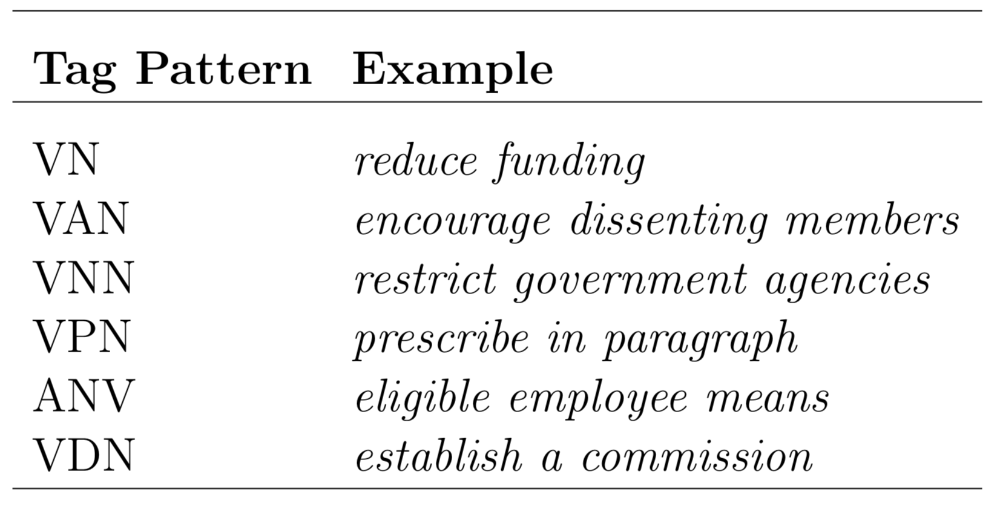 Tag Pattern Example
VN reduce funding
VAN encourage dissenting members
VNN restrict government agencies
VPN prescribe in paragraph
ANV eligible employee means
VDN establish a commission